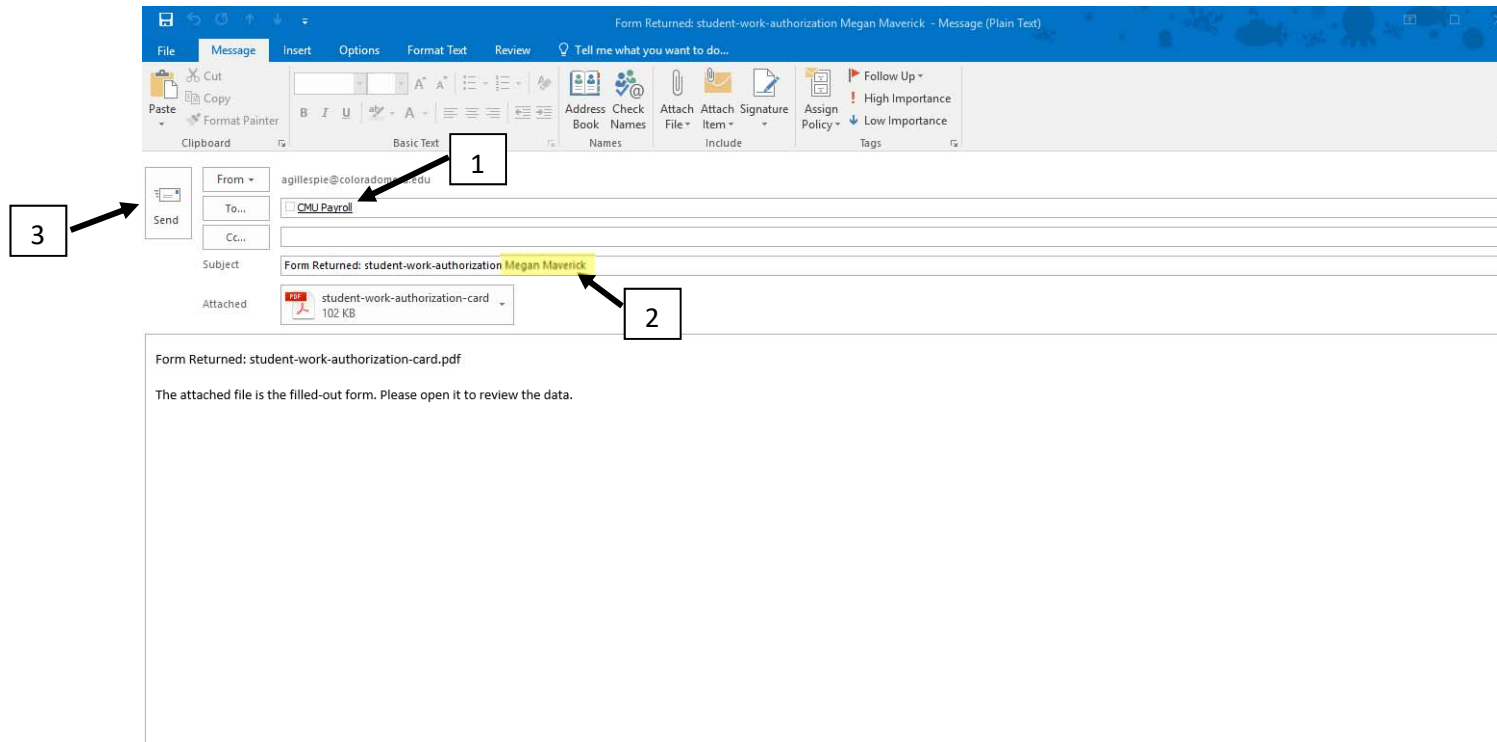 Form Returned: student-work-authorization Megan Maverick - Message (Plain Text)
File Message Insert Options Format Text Review Tell me what you want to do...
Paste
Cut
Copy
Format Painter
Clipboard
B I U A
Basic Text
Address Book
Check Names
Names
Attach File
Attach Item
Signature
Include
Assign Policy
Follow Up
High Importance
Low Importance
Tags
1
3
Send
From
To... CMU Payroll
Cc...
Subject Form Returned: student-work-authorization Megan Maverick
2
Attached PDF student-work-authorization-card
102 KB
Form Returned: student-work-authorization-card.pdf
The attached file is the filled-out form. Please open it to review the data.